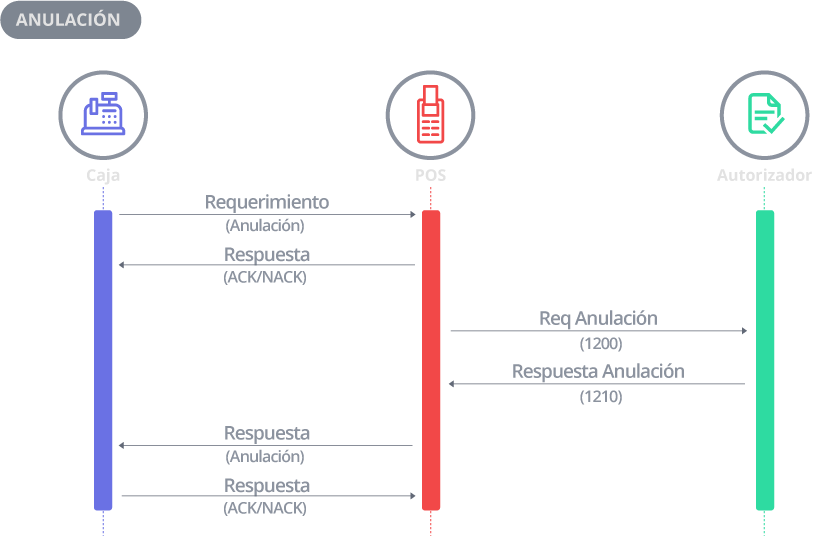 ANULACIÓN
Caja
POS
Autorizador
Requerimiento
(Anulación)
Respuesta
(ACK/NACK)
Req Anulación
(1200)
Respuesta Anulación
(1210)
Respuesta
(Anulación)
Respuesta
(ACK/NACK)